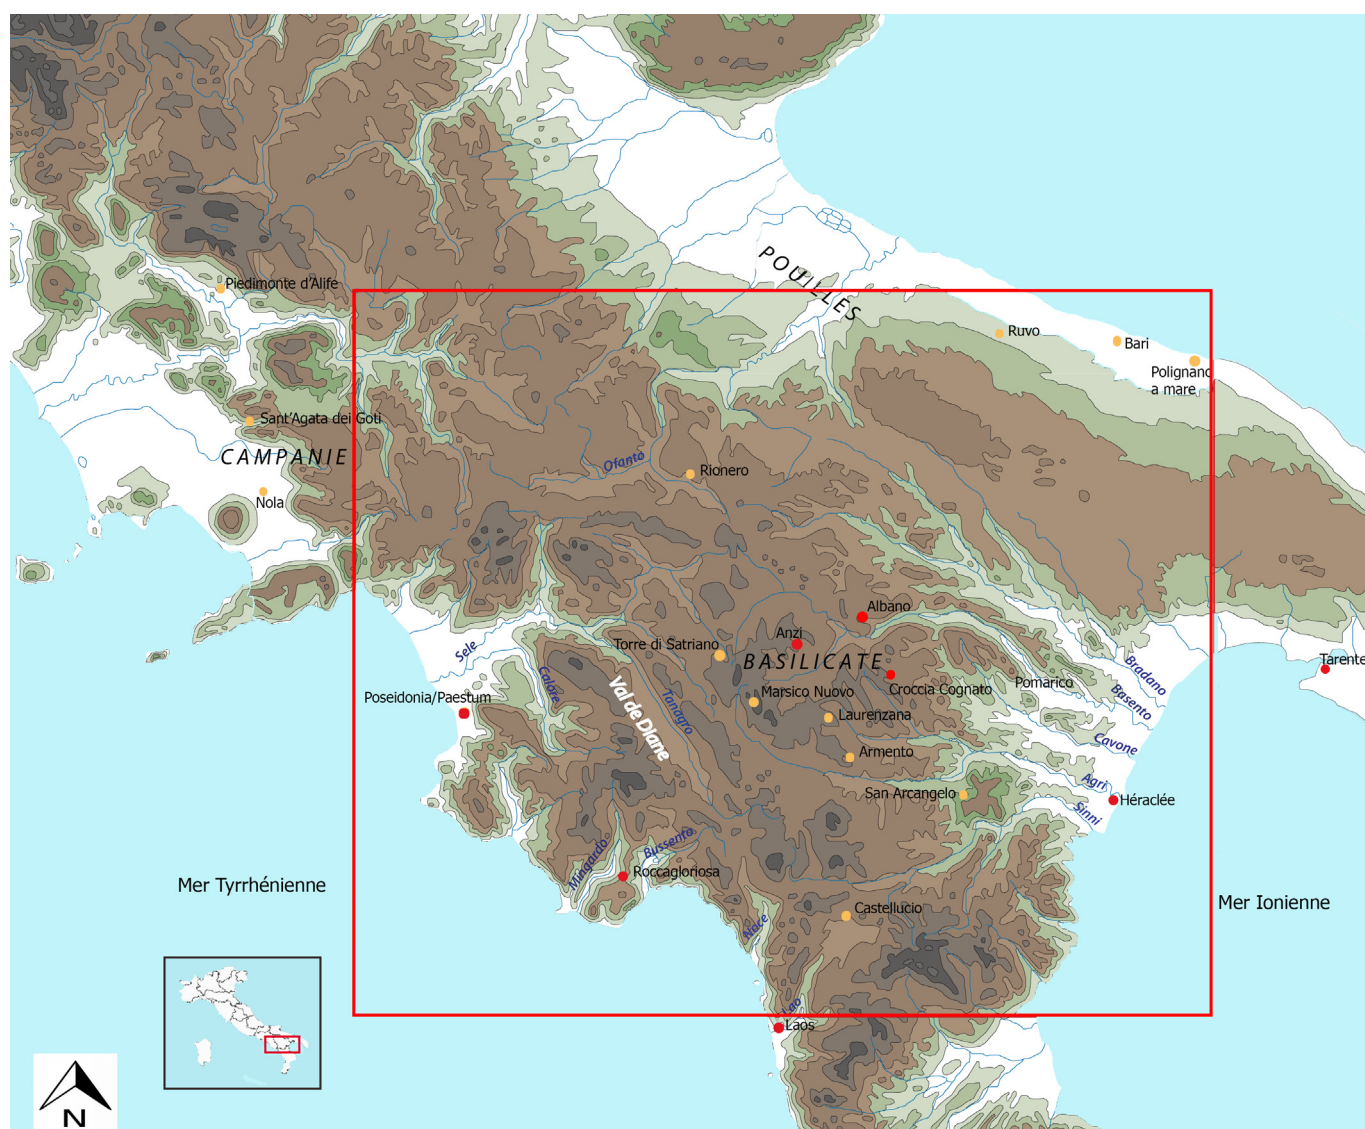 POUILLES
Piedimonte d'Alife
Ruvo
Bari
Polignano
a mare
Sant'Agata dei Goti
CAMPANIE
Ofanto
Rionero
Nola
Albano
Anzi
Torre di Satriano
BASILICATE
Sele
Calore
Tarente
Bradano
Croccia Cognato
Pomarico
Basento
Poseidonia/Paestum
Val de Diane
Tanagro
Marsico Nuovo
Laurenzana
Cavone
Armento
Agri
San Arcangelo
Héraclée
Sinni
Mingardo
Bussento
Roccagloriosa
Mer Tyrrhénienne
Castelluccio
Mer Ionienne
Noce
Lao
Laos
N